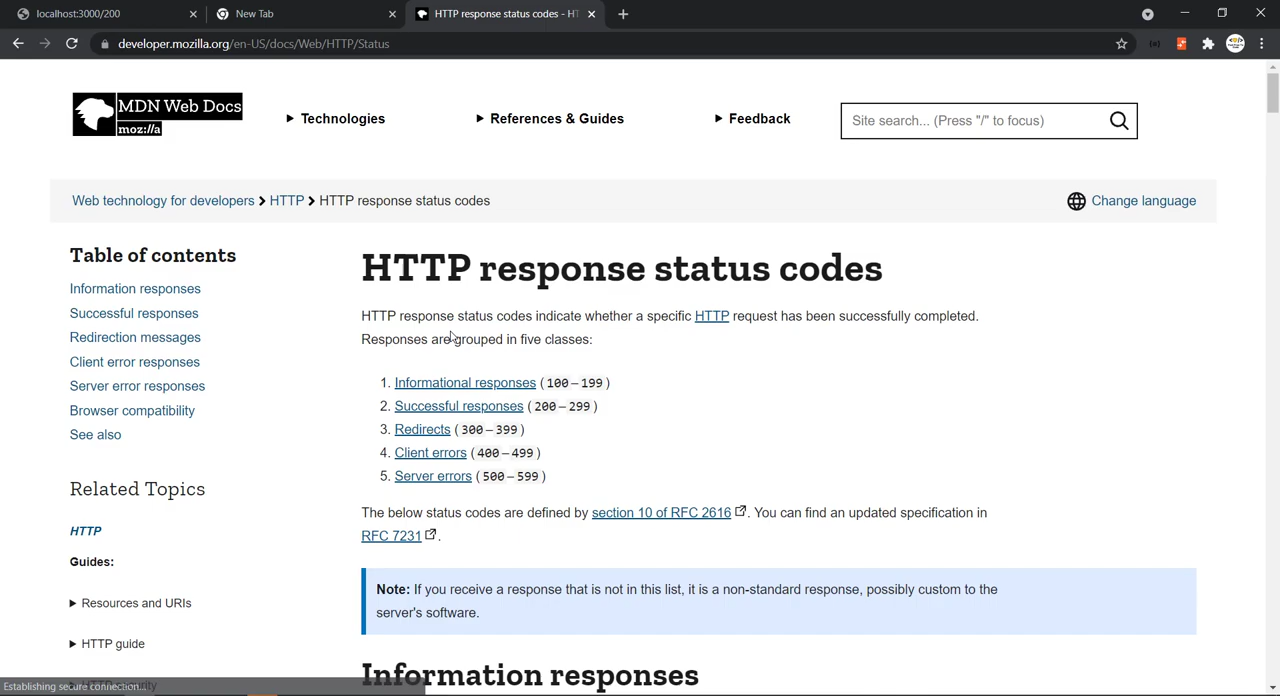 localhost:3000/200
New Tab
HTTP response status codes - HT
developer.mozilla.org/en-US/docs/Web/HTTP/Status
MDN Web Docs
moz://a
Technologies
References & Guides
Feedback
Site search... (Press "/" to focus)
Web technology for developers > HTTP > HTTP response status codes
Change language
Table of contents
Information responses
Successful responses
Redirection messages
Client error responses
Server error responses
Browser compatibility
See also
Related Topics
HTTP
Guides:
Resources and URIs
HTTP guide
HTTP response status codes
HTTP response status codes indicate whether a specific HTTP request has been successfully completed.
Responses are grouped in five classes:
1. Informational responses (100–199)
2. Successful responses (200–299)
3. Redirects (300–399)
4. Client errors (400–499)
5. Server errors (500–599)
The below status codes are defined by section 10 of RFC 2616. You can find an updated specification in
RFC 7231.
Note: If you receive a response that is not in this list, it is a non-standard response, possibly custom to the
server's software.
Information responses
Establishing secure connection...